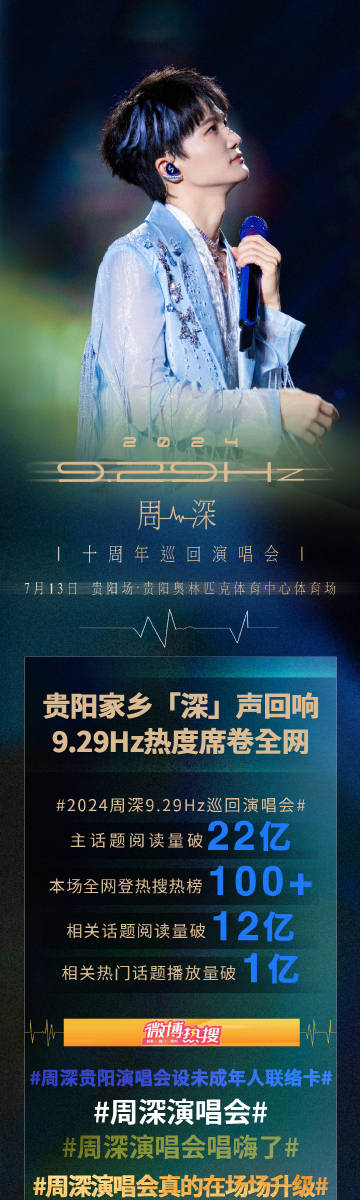 2024
9.29Hz
周深
十周年巡回演唱会
7月13日 贵阳场·贵阳奥林匹克体育中心体育场
贵阳家乡「深」声回响
9.29Hz热度席卷全网
#2024周深9.29Hz巡回演唱会#
主话题阅读量破22亿
本场全网登热搜热榜100+
相关话题阅读量破12亿
相关热门话题播放量破1亿
微博热搜
#周深贵阳演唱会设未成年人联络卡#
#周深演唱会#
#周深演唱会唱嗨了#
#周深演唱会真的在场场升级#